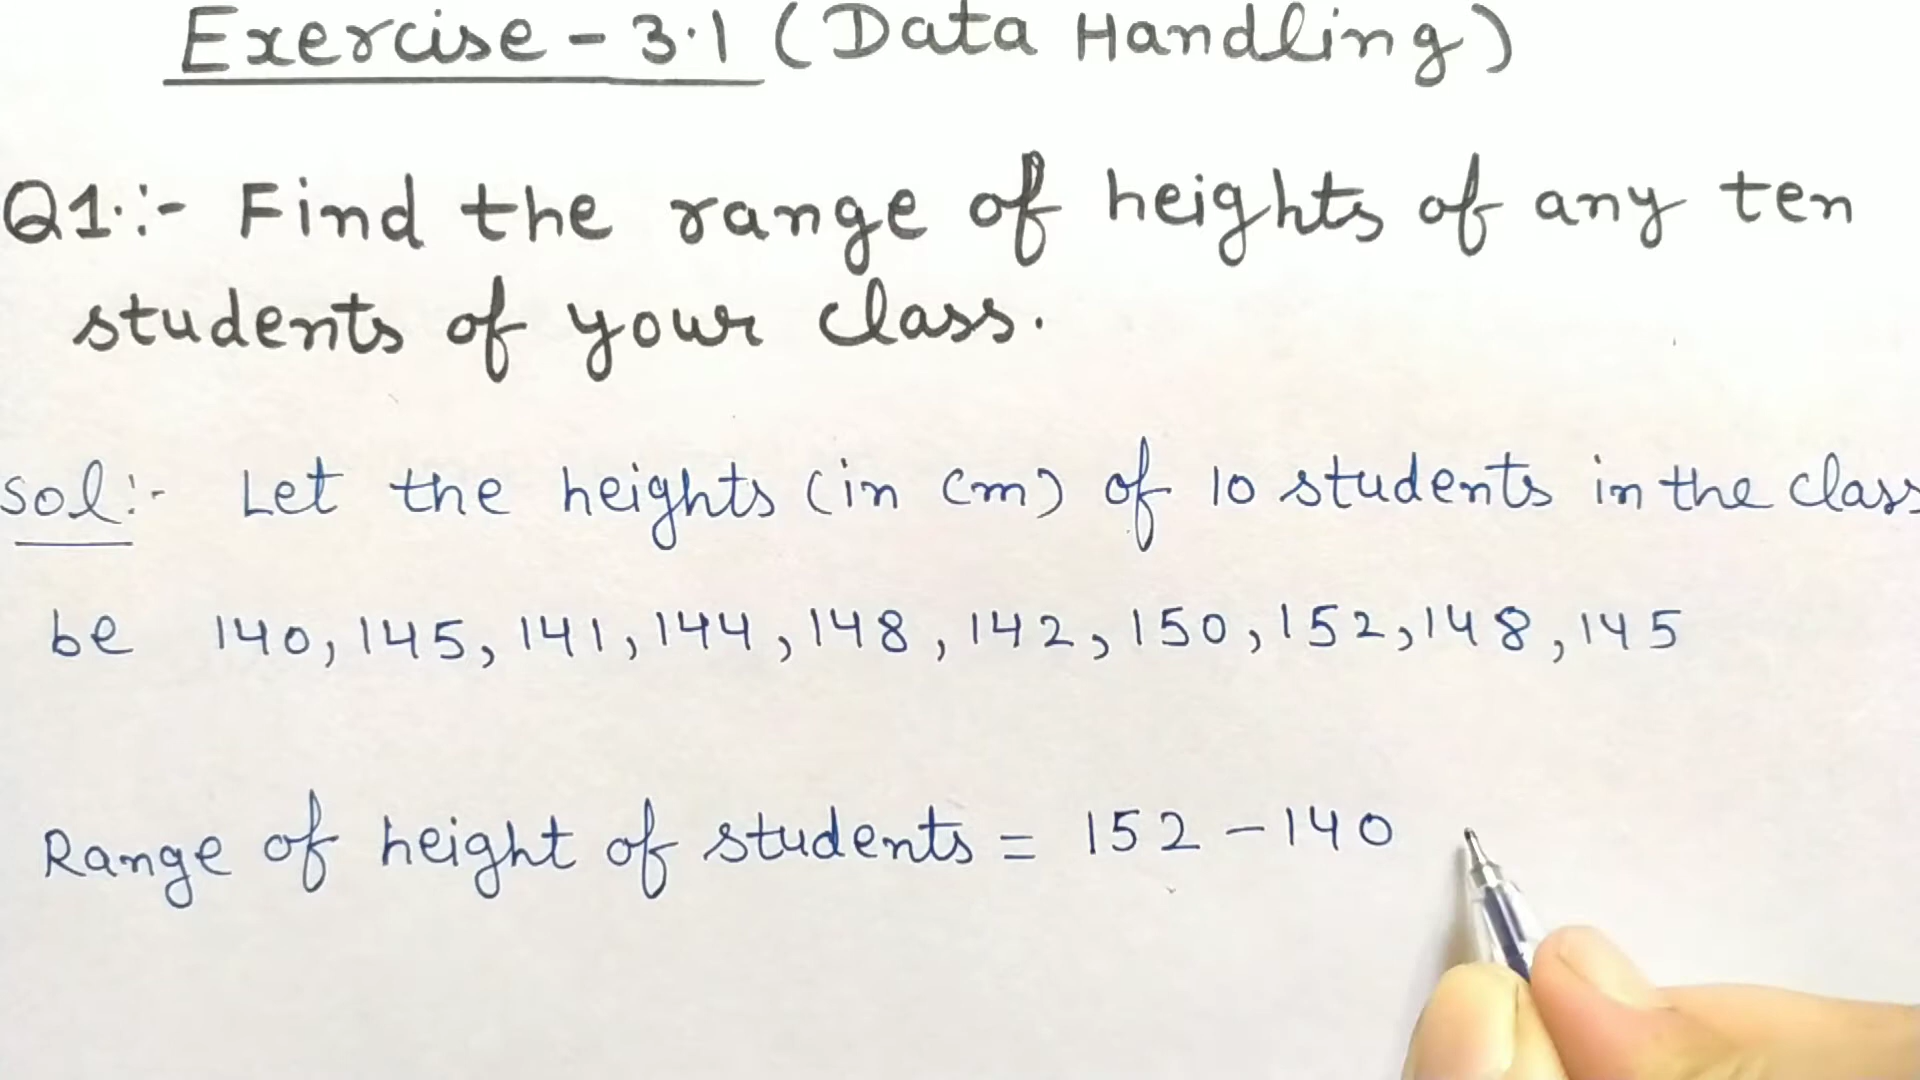 Exercise - 3.1 (Data Handling)
Q1.:- Find the range of heights of any ten
students of your class.
Sol:- Let the heights (in cm) of 10 students in the class
be 140, 145, 141, 144, 148, 142, 150, 152, 148, 145
Range of height of students = 152 - 140